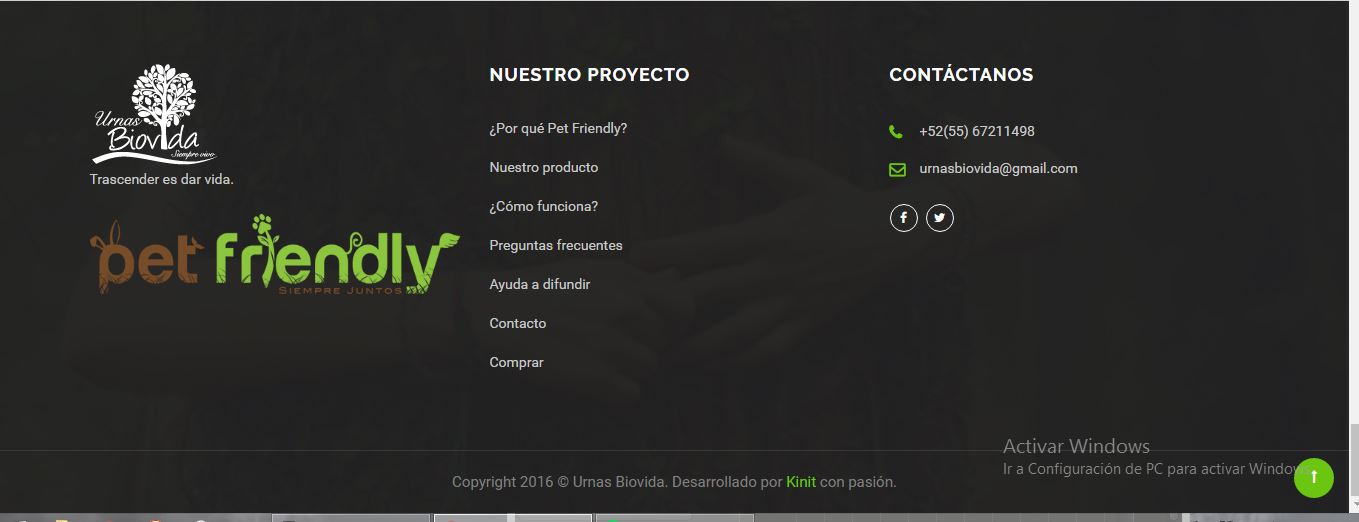 Urnas
Biovida
Siempre vivo
Trascender es dar vida.
pet friendly
SIEMPRE JUNTOS
NUESTRO PROYECTO
¿Por qué Pet Friendly?
Nuestro producto
¿Cómo funciona?
Preguntas frecuentes
Ayuda a difundir
Contacto
Comprar
CONTÁCTANOS
+52(55) 67211498
urnasbiovida@gmail.com
Activar Windows
Ir a Configuración de PC para activar Windows.
Copyright 2016 © Urnas Biovida. Desarrollado por Kinit con pasión.